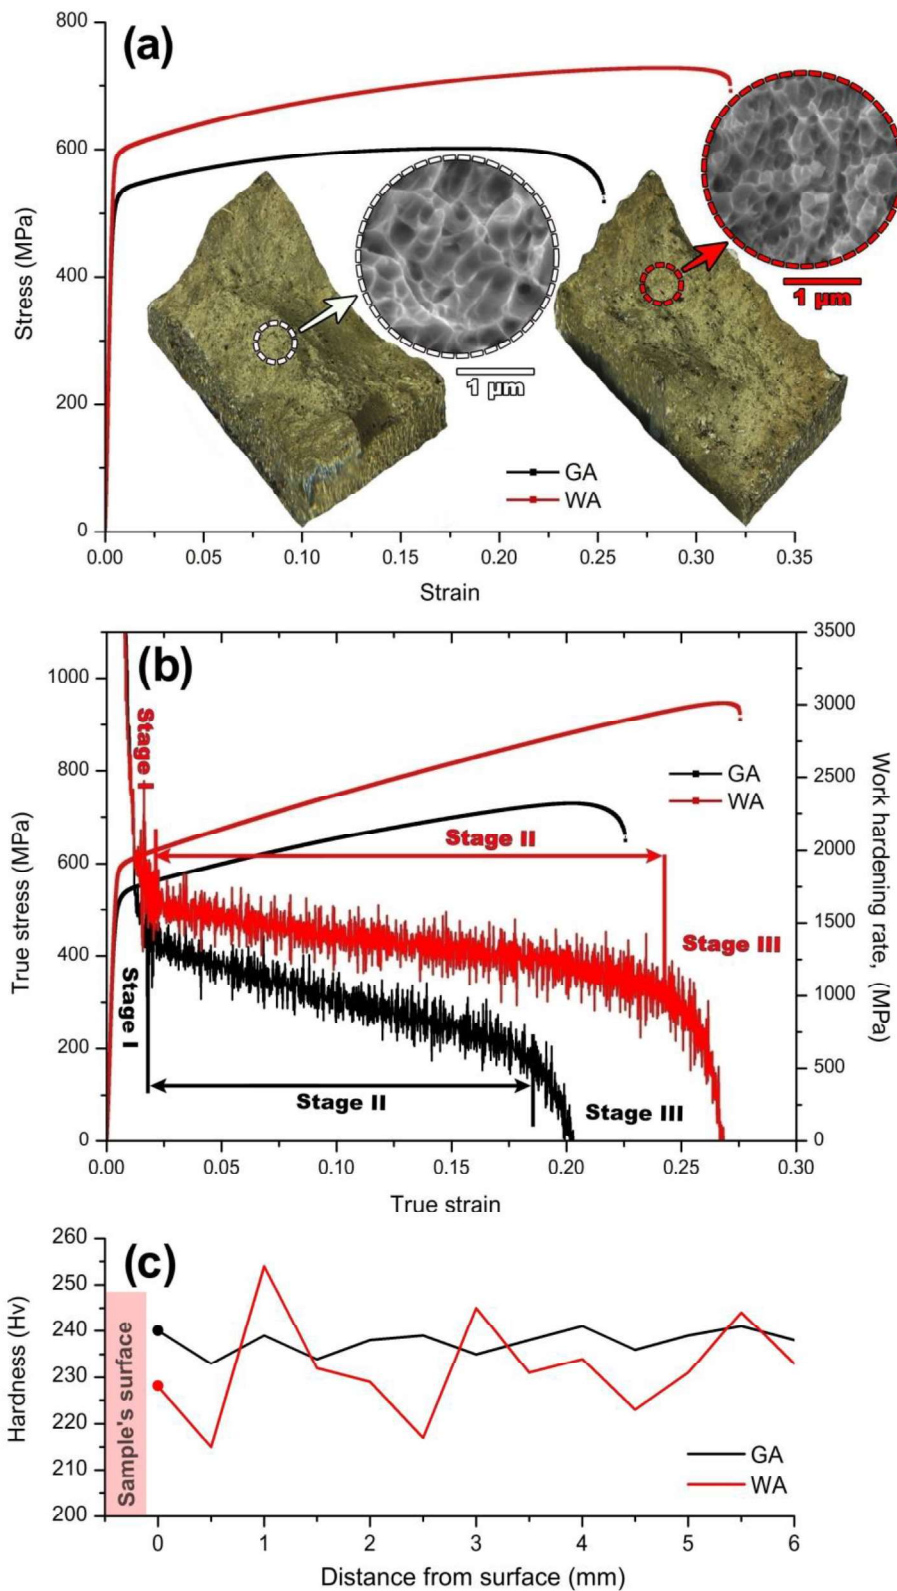 (a)
800
600
400
200
0
Stress (MPa)
1 μm
1 μm
GA
WA
0.00 0.05 0.10 0.15 0.20 0.25 0.30 0.35
Strain
(b)
1000
800
600
400
200
0
True stress (MPa)
3500
3000
2500
2000
1500
1000
500
0
Work hardening rate, (MPa)
Stage I
GA
WA
Stage II
Stage III
Stage I
Stage II
Stage III
0.00 0.05 0.10 0.15 0.20 0.25 0.30
True strain
(c)
260
250
240
230
220
210
200
Hardness (Hv)
Sample's surface
GA
WA
0 1 2 3 4 5 6
Distance from surface (mm)